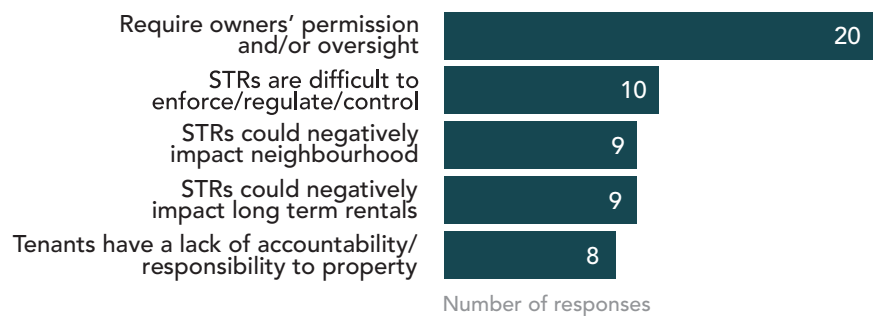 Require owners’ permission
and/or oversight
20
STRs are difficult to
enforce/regulate/control
10
STRs could negatively
impact neighbourhood
9
STRs could negatively
impact long term rentals
9
Tenants have a lack of accountability/
responsibility to property
8
Number of responses